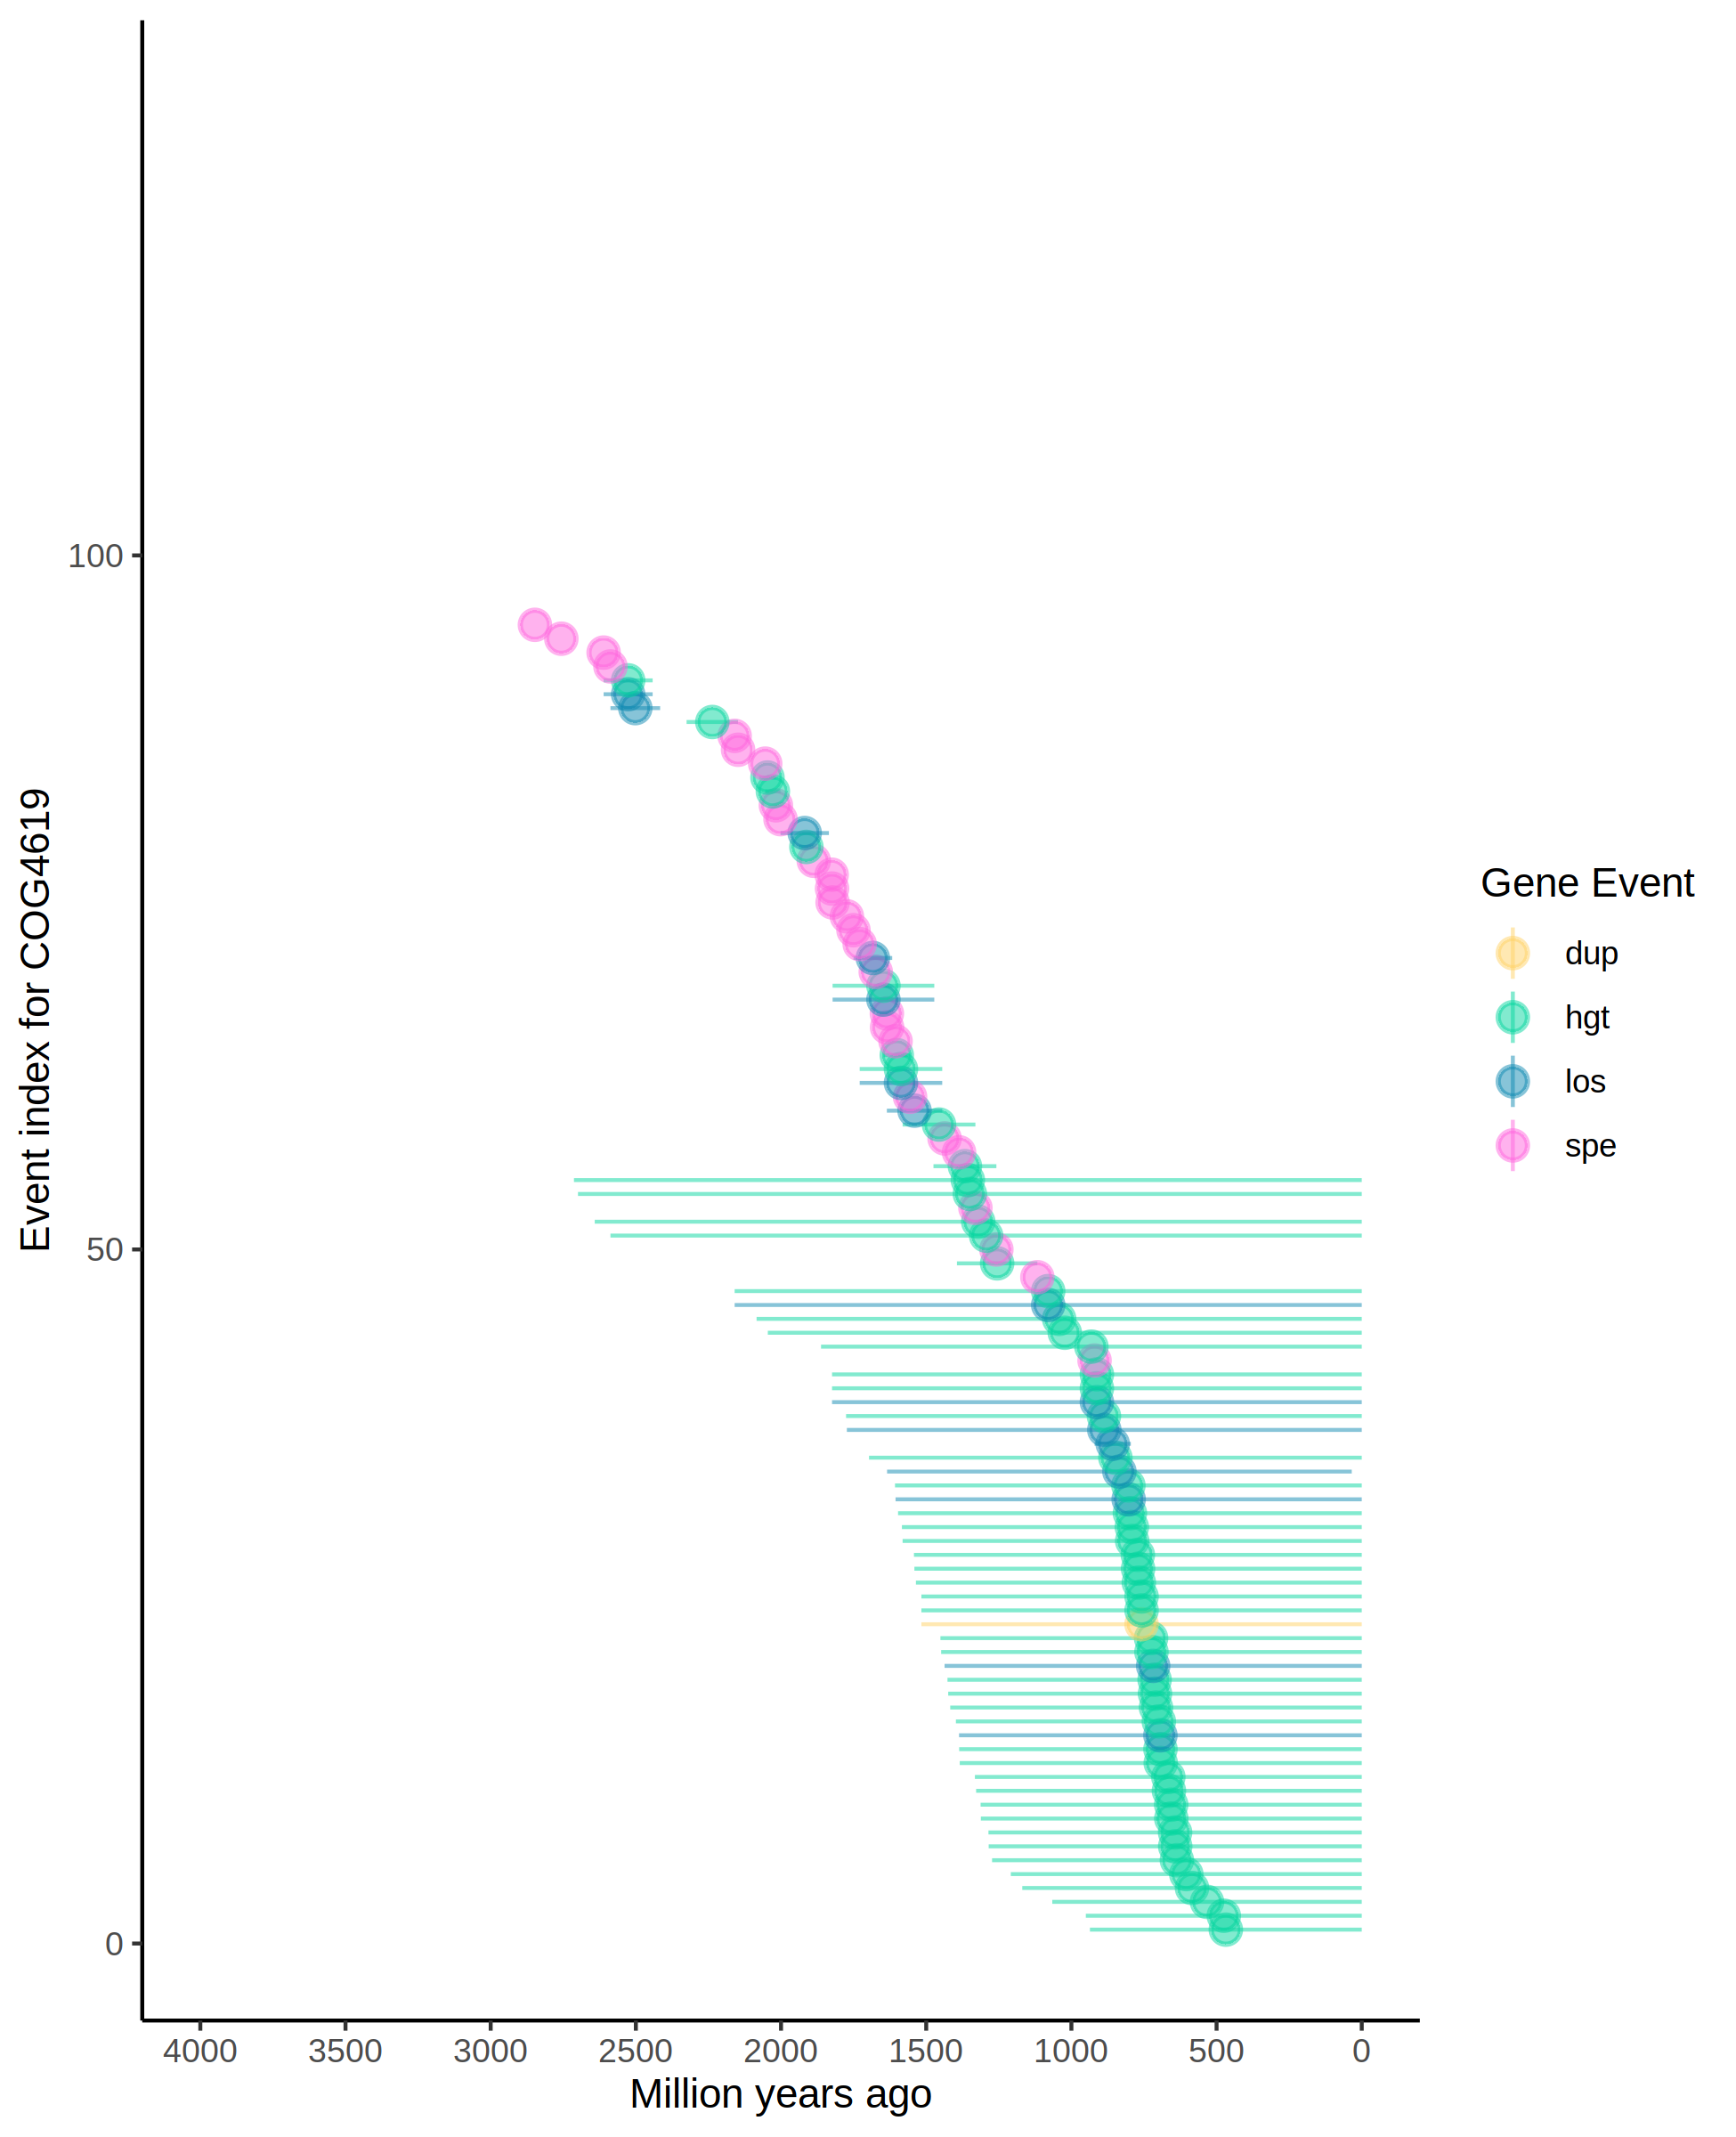 Event index for COG4619
100
50
0
4000 3500 3000 2500 2000 1500 1000 500 0
Million years ago
Gene Event
dup
hgt
los
spe